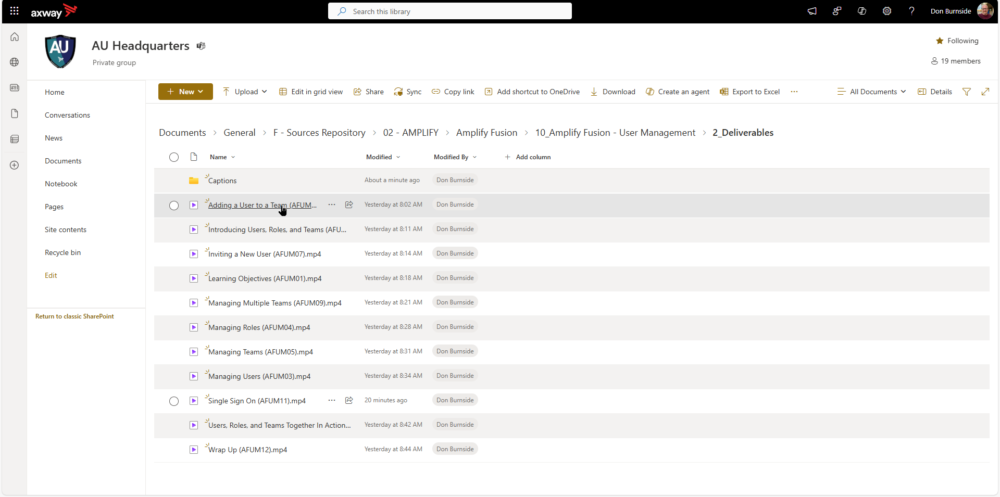 axway
Search this library
Don Burnside
AU
AU Headquarters
Private group
Following
19 members
Home
Conversations
News
Documents
Notebook
Pages
Site contents
Recycle bin
Edit
Return to classic SharePoint
New
Upload
Edit in grid view
Share
Sync
Copy link
Add shortcut to OneDrive
Download
Create an agent
Export to Excel
All Documents
Details
Documents > General > F - Sources Repository > 02 - AMPLIFY > Amplify Fusion > 10_Amplify Fusion - User Management > 2_Deliverables
Name Modified Modified By Add column
Captions About a minute ago Don Burnside
Adding a User to a Team (AFUM... Yesterday at 8:02 AM Don Burnside
Introducing Users, Roles, and Teams (AFU... Yesterday at 8:11 AM Don Burnside
Inviting a New User (AFUM07).mp4 Yesterday at 8:14 AM Don Burnside
Learning Objectives (AFUM01).mp4 Yesterday at 8:18 AM Don Burnside
Managing Multiple Teams (AFUM09).mp4 Yesterday at 8:21 AM Don Burnside
Managing Roles (AFUM04).mp4 Yesterday at 8:28 AM Don Burnside
Managing Teams (AFUM05).mp4 Yesterday at 8:31 AM Don Burnside
Managing Users (AFUM03).mp4 Yesterday at 8:34 AM Don Burnside
Single Sign On (AFUM11).mp4 20 minutes ago Don Burnside
Users, Roles, and Teams Together In Action... Yesterday at 8:42 AM Don Burnside
Wrap Up (AFUM12).mp4 Yesterday at 8:44 AM Don Burnside